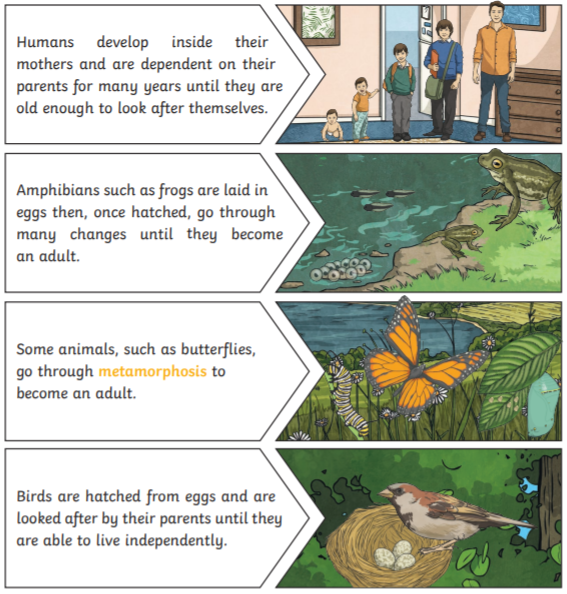 Humans develop inside their
mothers and are dependent on their
parents for many years until they are
old enough to look after themselves.
Amphibians such as frogs are laid in
eggs then, once hatched, go through
many changes until they become
an adult.
Some animals, such as butterflies,
go through metamorphosis to
become an adult.
Birds are hatched from eggs and are
looked after by their parents until they
are able to live independently.